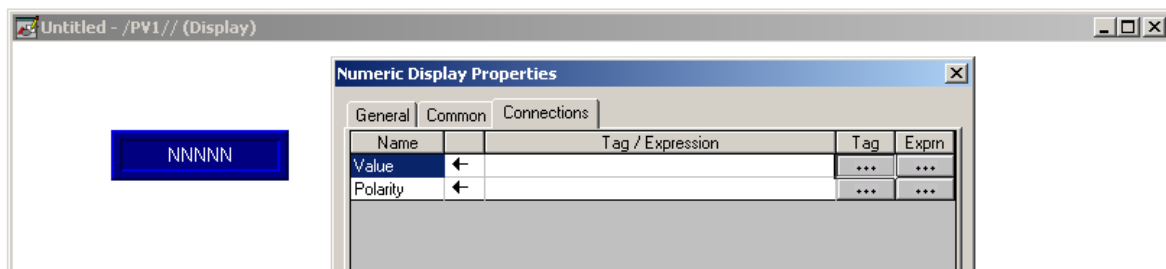 Untitled - /PV1// (Display)
Numeric Display Properties
General Common Connections
NNNNN
Name Tag / Expression Tag Exprn
Value ← ... ...
Polarity ← ... ...